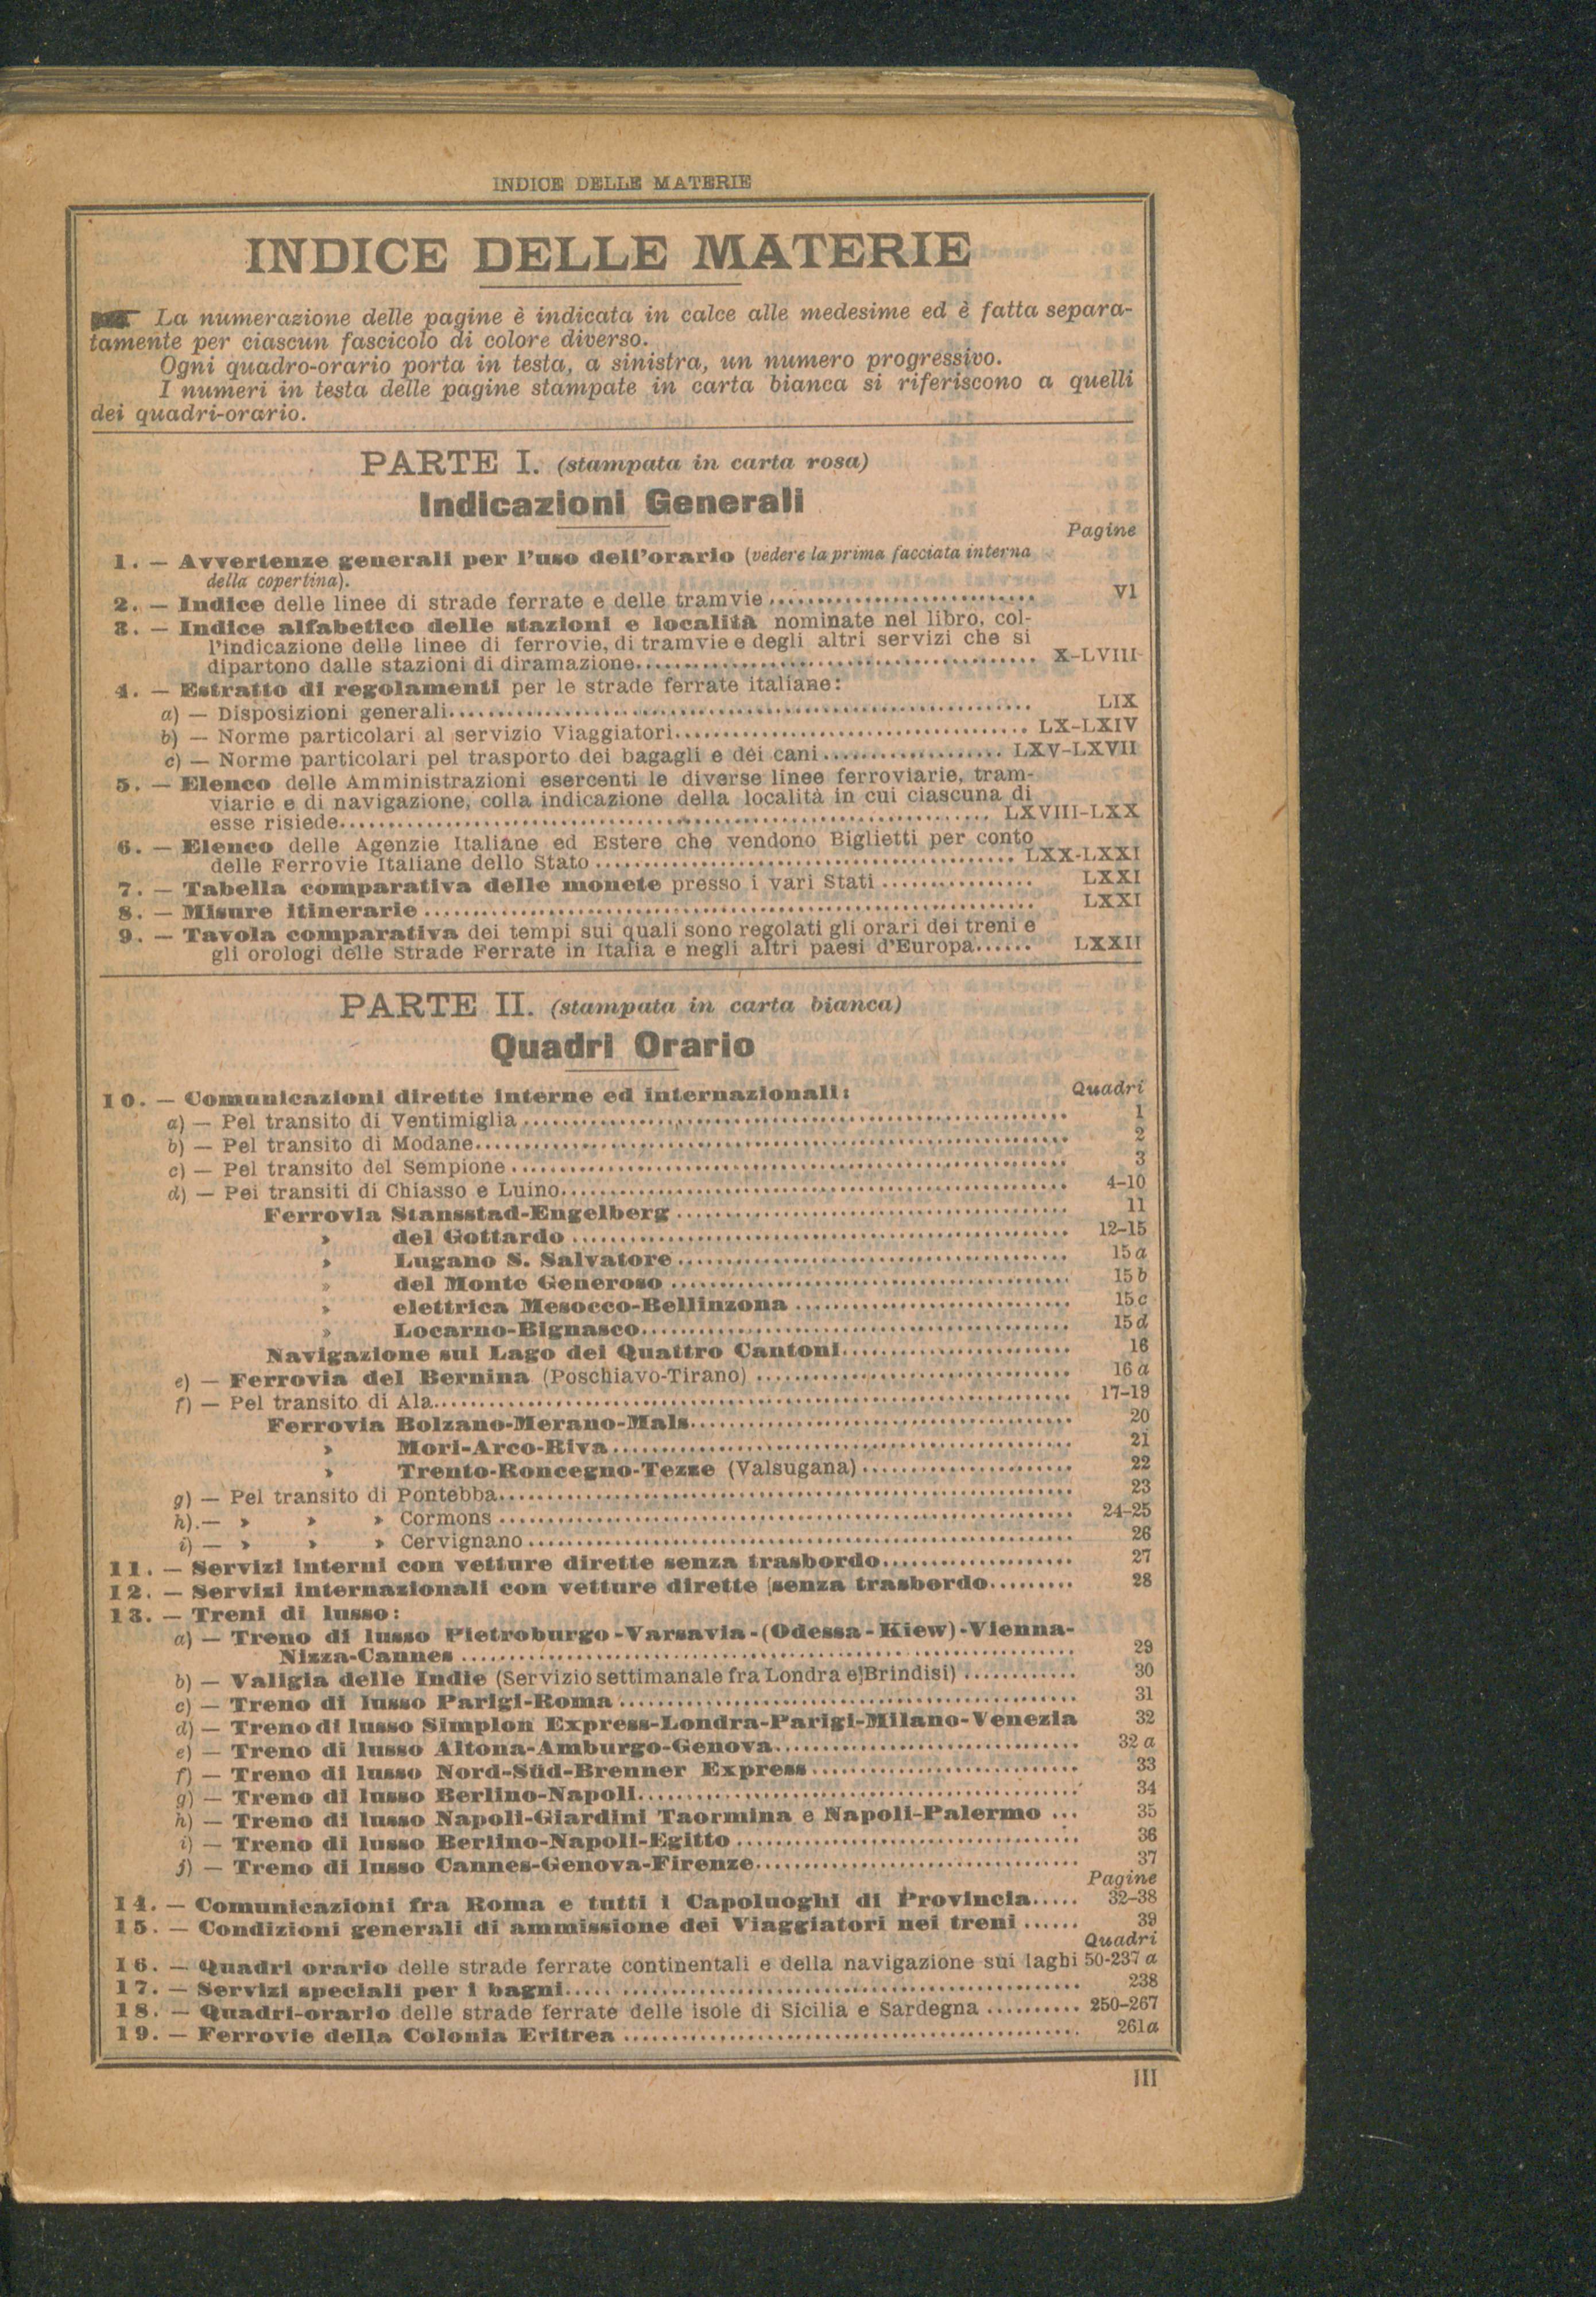 INDICE DELLE MATERIE
INDICE DELLE MATERIE
La numerazione delle pagine è indicata in calce alle medesime ed è fatta separa-
tamente per ciascun fascicolo di colore diverso.
Ogni quadro-orario porta in testa, a sinistra, un numero progressivo.
I numeri in testa delle pagine stampate in carta bianca si riferiscono a quelli
dei quadri-orario.
PARTE I. (stampata in carta rosa)
Indicazioni Generali
Pagine
1. — Avvertenze generali per l'uso dell'orario (vedere la prima facciata interna
della copertina).
2. — Indice delle linee di strade ferrate e delle tramvie ........ VI
3. — Indice alfabetico delle stazioni e località nominate nel libro, col-
l'indicazione delle linee di ferrovie, di tramvie e degli altri servizi che si
dipartono dalle stazioni di diramazione........ X-LVIII
4. — Estratto di regolamenti per le strade ferrate italiane:
a) — Disposizioni generali........ LIX
b) — Norme particolari al servizio Viaggiatori........ LX-LXIV
c) — Norme particolari pel trasporto dei bagagli e dei cani........ LXV-LXVII
5. — Elenco delle Amministrazioni esercenti le diverse linee ferroviarie, tram-
viarie e di navigazione, colla indicazione della località in cui ciascuna di
esse risiede........ LXVIII-LXX
6. — Elenco delle Agenzie Italiane ed Estere che vendono Biglietti per conto
delle Ferrovie Italiane dello Stato ........ LXX-LXXI
7. — Tabella comparativa delle monete presso i vari Stati ........ LXXI
8. — Misure itinerarie ........ LXXI
9. — Tavola comparativa dei tempi sui quali sono regolati gli orari dei treni e
gli orologi delle Strade Ferrate in Italia e negli altri paesi d'Europa...... LXXII
PARTE II. (stampata in carta bianca)
Quadri Orario
10. — Comunicazioni dirette interne ed internazionali: Quadri
a) — Pel transito di Ventimiglia ........ 1
b) — Pel transito di Modane........ 2
c) — Pel transito del Sempione ........ 3
d) — Pei transiti di Chiasso e Luino........ 4-10
Ferrovia Stansstad-Engelberg ........ 11
» del Gottardo ........ 12-15
» Lugano S. Salvatore ........ 15 a
» del Monte Generoso ........ 15 b
» elettrica Mesocco-Bellinzona ........ 15 c
» Locarno-Bignasco........ 15 d
Navigazione sul Lago dei Quattro Cantoni........ 16
e) — Ferrovia del Bernina (Poschiavo-Tirano) ........ 16 a
f) — Pel transito di Ala........ 17-19
Ferrovia Bolzano-Merano-Mals........ 20
» Mori-Arco-Riva........ 21
» Trento-Roncegno-Tezze (Valsugana)........ 22
g) — Pel transito di Pontebba........ 23
h).— » » » Cormons ........ 24-25
i) — » » » Cervignano ........ 26
11. — Servizi interni con vetture dirette senza trasbordo........ 27
12. — Servizi internazionali con vetture dirette senza trasbordo........ 28
13. — Treni di lusso:
a) — Treno di lusso Pietroburgo-Varsavia-(Odessa-Kiew)-Vienna-
Nizza-Cannes ........ 29
b) — Valigia delle Indie (Servizio settimanale fra Londra e Brindisi) ........ 30
c) — Treno di lusso Parigi-Roma ........ 31
d) — Treno di lusso Simplon Express-Londra-Parigi-Milano-Venezia 32
e) — Treno di lusso Altona-Amburgo-Genova........ 32 a
f) — Treno di lusso Nord-Süd-Brenner Express........ 33
g) — Treno di lusso Berlino-Napoli........ 34
h) — Treno di lusso Napoli-Giardini Taormina e Napoli-Palermo ... 35
i) — Treno di lusso Berlino-Napoli-Egitto ........ 36
j) — Treno di lusso Cannes-Genova-Firenze........ 37
Pagine
14. — Comunicazioni fra Roma e tutti i Capoluoghi di Provincia..... 32-38
15. — Condizioni generali di ammissione dei Viaggiatori nei treni ...... 39
Quadri
16. — Quadri orario delle strade ferrate continentali e della navigazione sui laghi 50-237 a
17. — Servizi speciali per i bagni........ 238
18. — Quadri-orario delle strade ferrate delle isole di Sicilia e Sardegna ........ 250-267
19. — Ferrovie della Colonia Eritrea ........ 261a
III